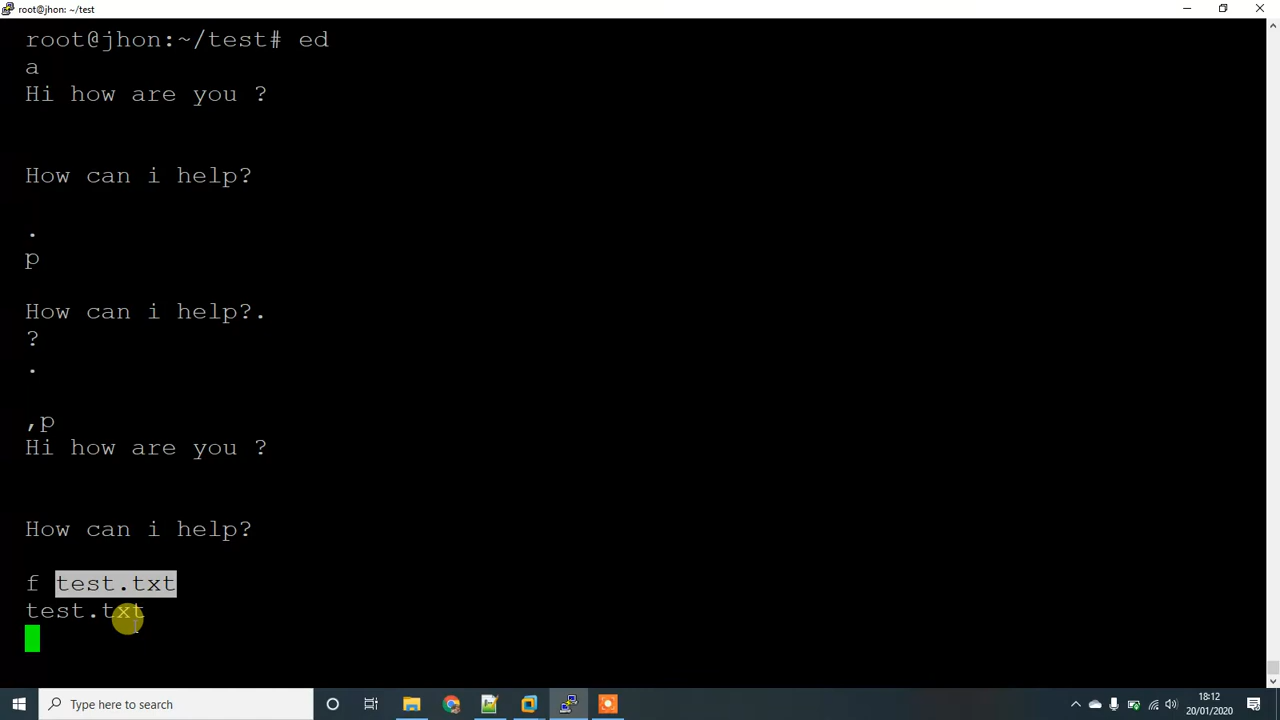 root@jhon: ~/test
root@jhon:~/test# ed
a
Hi how are you ?
How can i help?
.
p
How can i help?.
?
.
,p
Hi how are you ?
How can i help?
f test.txt
test.txt
Type here to search
18:12
20/01/2020